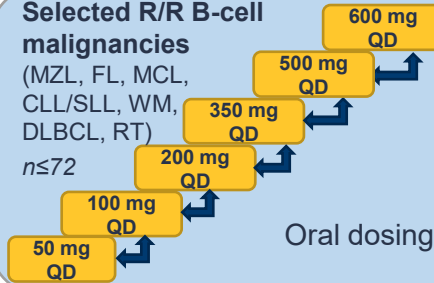 Selected R/R B-cell
malignancies
(MZL, FL, MCL,
CLL/SLL, WM,
DLBCL, RT)
n≤72
600 mg
QD
500 mg
QD
350 mg
QD
200 mg
QD
100 mg
QD
50 mg
QD
Oral dosing